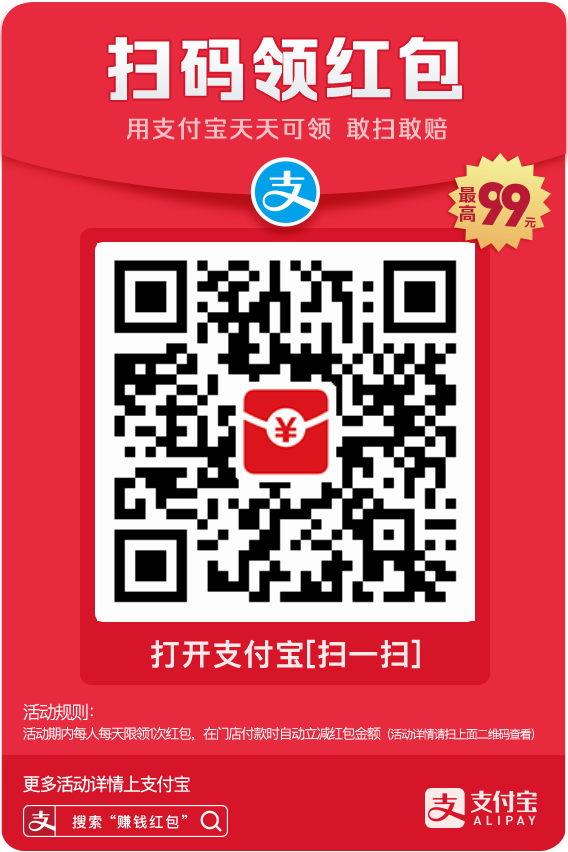 扫码领红包
用支付宝天天可领 敢扫敢赔
支
最高99元
¥
打开支付宝[扫一扫]
活动规则：
活动期内每人每天限领1次红包，在门店付款时自动立减红包金额（活动详情请扫上面二维码查看）
更多活动详情上支付宝
支 搜索“赚钱红包”
支 支付宝
ALIPAY